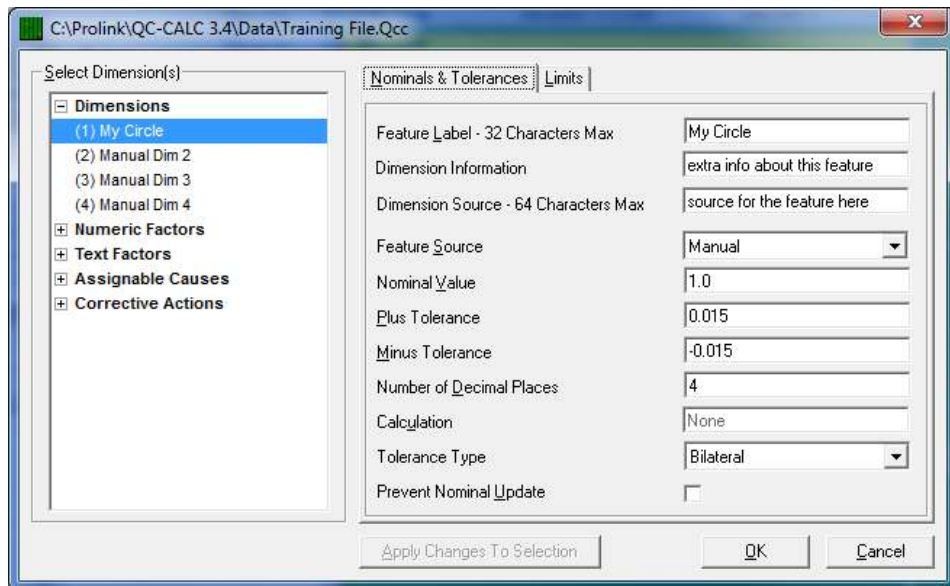 C:\Prolink\QC-CALC 3.4\Data\Training File.Qcc
Select Dimension(s)
Dimensions
(1) My Circle
(2) Manual Dim 2
(3) Manual Dim 3
(4) Manual Dim 4
Numeric Factors
Text Factors
Assignable Causes
Corrective Actions
Nominals & Tolerances Limits
Feature Label - 32 Characters Max My Circle
Dimension Information extra info about this feature
Dimension Source - 64 Characters Max source for the feature here
Feature Source Manual
Nominal Value 1.0
Plus Tolerance 0.015
Minus Tolerance -0.015
Number of Decimal Places 4
Calculation None
Tolerance Type Bilateral
Prevent Nominal Update
Apply Changes To Selection OK Cancel